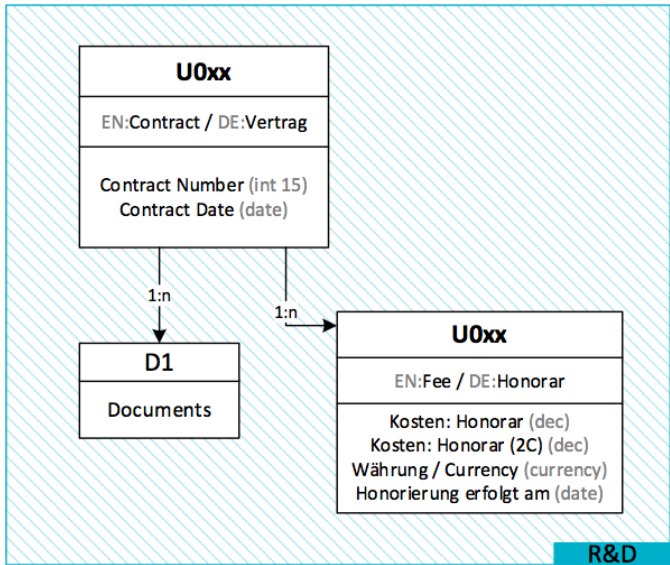 U0xx
EN:Contract / DE:Vertrag
Contract Number (int 15)
Contract Date (date)
1:n
1:n
D1
Documents
U0xx
EN:Fee / DE:Honorar
Kosten: Honorar (dec)
Kosten: Honorar (2C) (dec)
Währung / Currency (currency)
Honorierung erfolgt am (date)
R&D